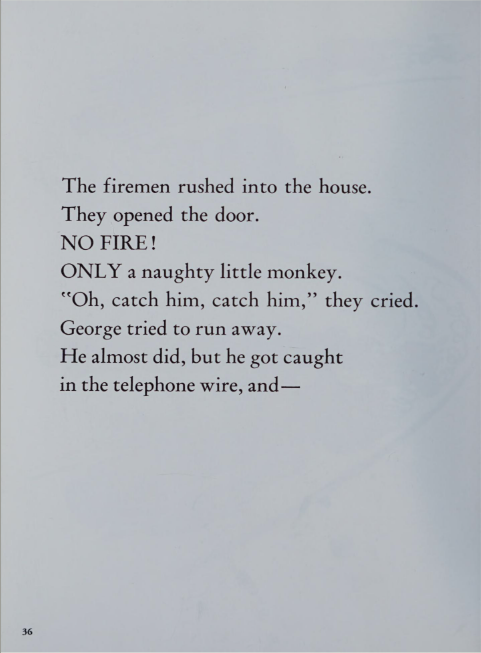 The firemen rushed into the house.
They opened the door.
NO FIRE!
ONLY a naughty little monkey.
"Oh, catch him, catch him," they cried.
George tried to run away.
He almost did, but he got caught
in the telephone wire, and—
36